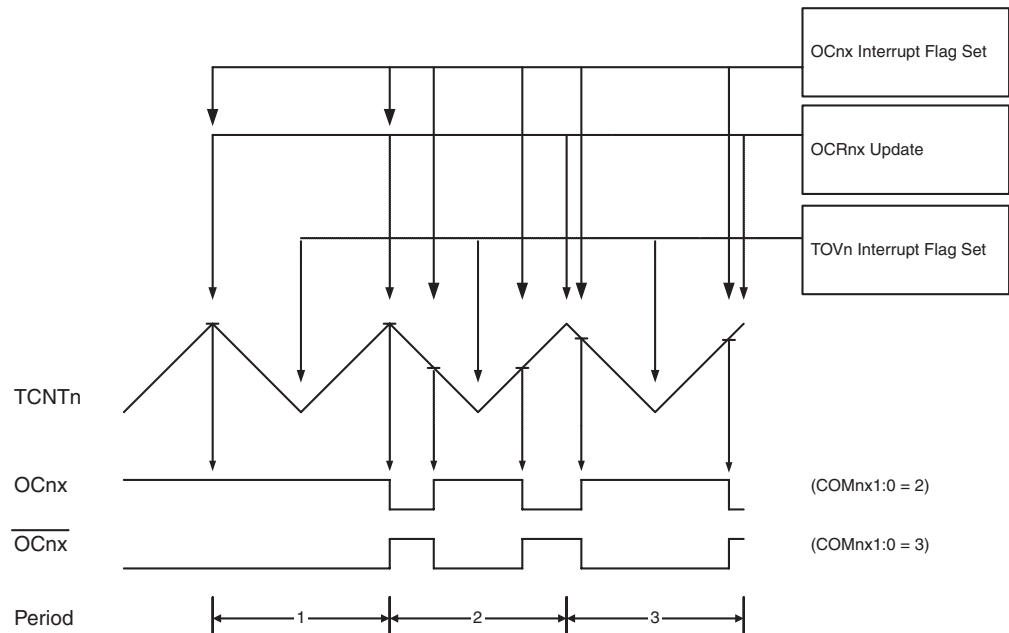 OCnx Interrupt Flag Set
OCRnx Update
TOVn Interrupt Flag Set
TCNTn
OCnx
(COMnx1:0 = 2)
OCnx
(COMnx1:0 = 3)
Period
1
2
3